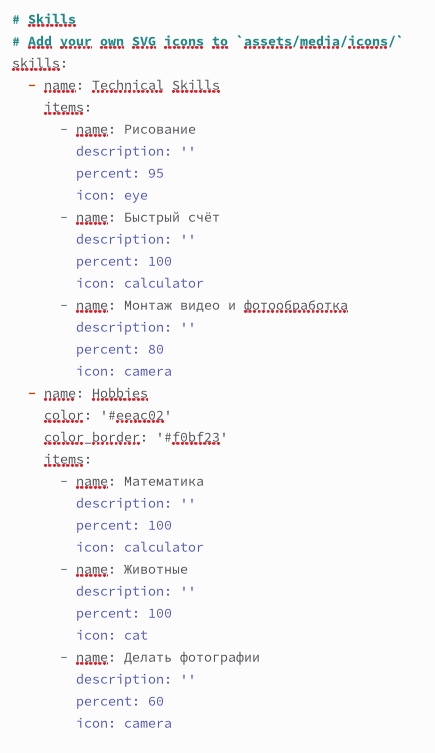 # Skills
# Add your own SVG icons to `assets/media/icons/`
skills:
  - name: Technical Skills
    items:
      - name: Рисование
        description: ''
        percent: 95
        icon: eye
      - name: Быстрый счёт
        description: ''
        percent: 100
        icon: calculator
      - name: Монтаж видео и фотообработка
        description: ''
        percent: 80
        icon: camera
  - name: Hobbies
    color: '#eeac02'
    color_border: '#f0bf23'
    items:
      - name: Математика
        description: ''
        percent: 100
        icon: calculator
      - name: Животные
        description: ''
        percent: 100
        icon: cat
      - name: Делать фотографии
        description: ''
        percent: 60
        icon: camera